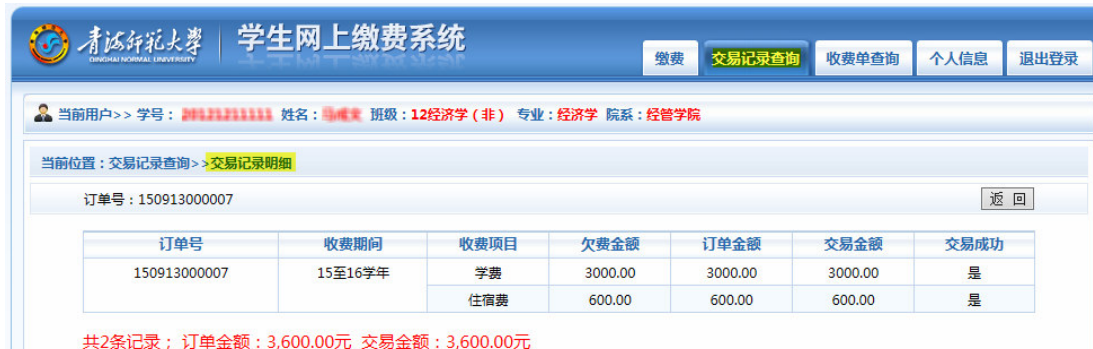 青海师范大学 学生网上缴费系统
QINGHAI NORMAL UNIVERSITY
缴费 交易记录查询 收费单查询 个人信息 退出登录
当前用户>> 学号： 姓名： 班级：12经济学（非） 专业：经济学 院系：经管学院
当前位置：交易记录查询>>交易记录明细
订单号：150913000007 返 回
订单号 收费期间 收费项目 欠费金额 订单金额 交易金额 交易成功
150913000007 15至16学年 学费 3000.00 3000.00 3000.00 是
住宿费 600.00 600.00 600.00 是
共2条记录； 订单金额：3,600.00元 交易金额：3,600.00元